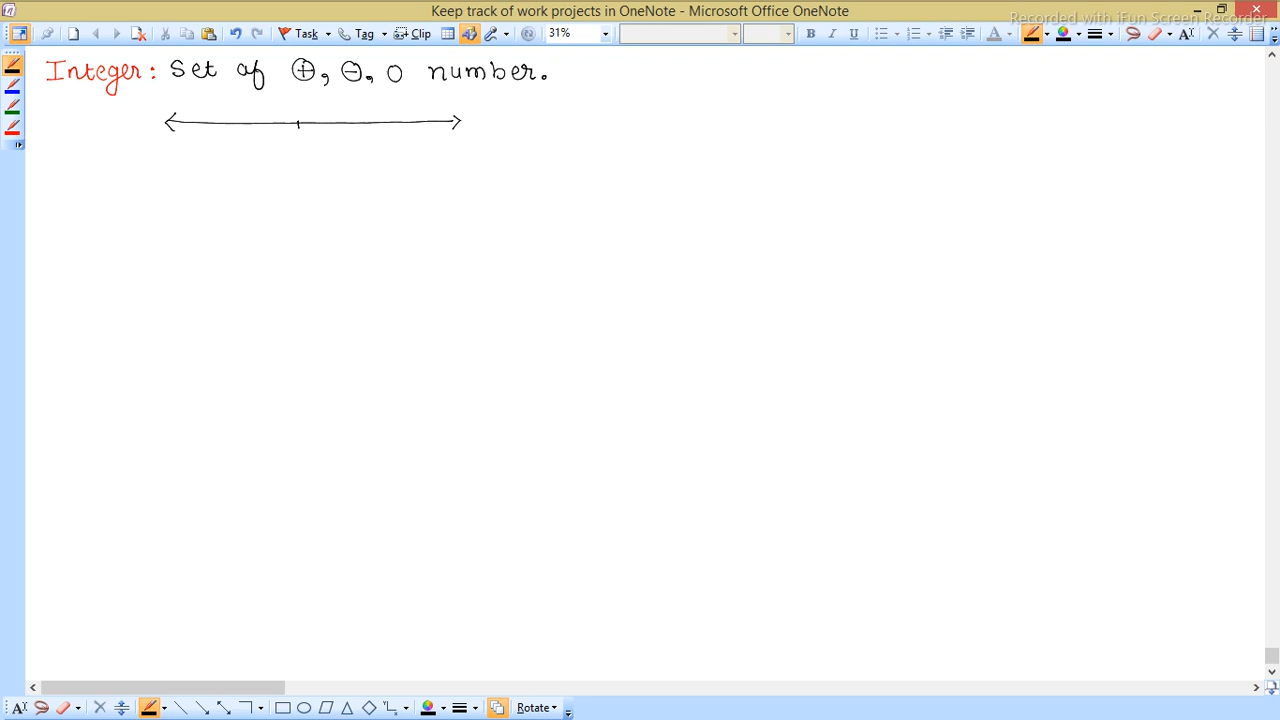 Keep track of work projects in OneNote - Microsoft Office OneNote
Recorded with iFun Screen Recorder
Task Tag Clip 31% B I U A
Integer: Set of ⊕, ⊖, 0 number.
Rotate